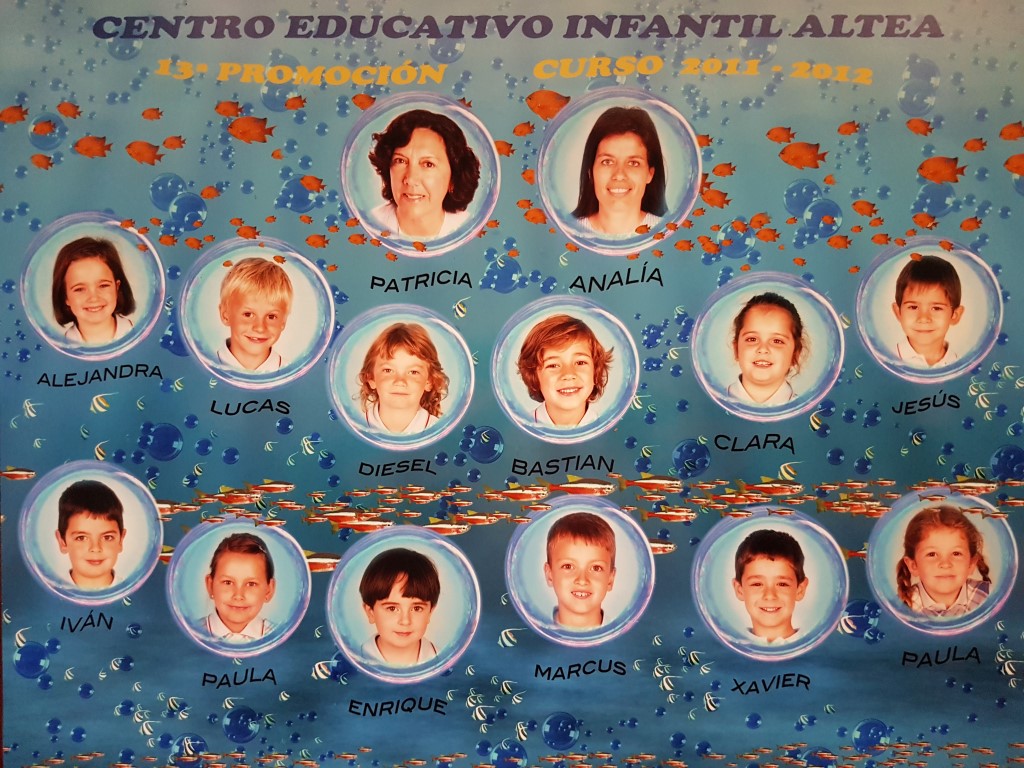 CENTRO EDUCATIVO INFANTIL ALTEA
13ª PROMOCIÓN CURSO 2011 - 2012
PATRICIA ANALÍA
ALEJANDRA LUCAS DIESEL BASTIAN CLARA JESÚS
IVÁN PAULA ENRIQUE MARCUS XAVIER PAULA